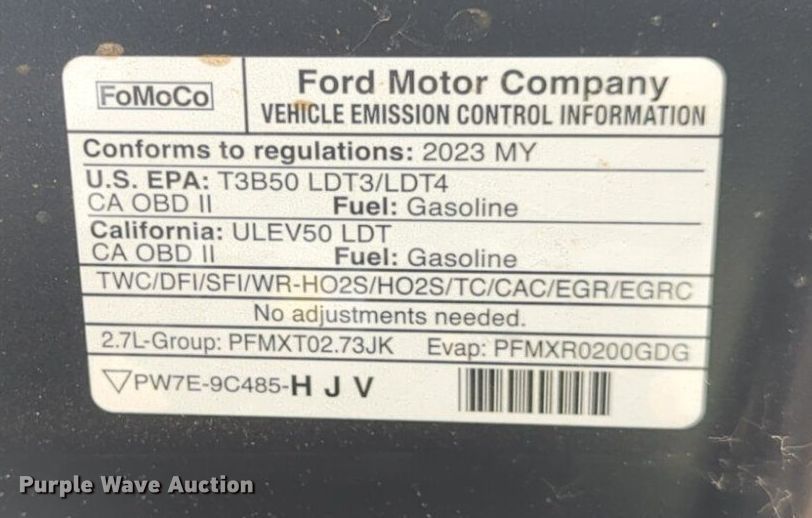 FoMoCo
Ford Motor Company
VEHICLE EMISSION CONTROL INFORMATION
Conforms to regulations: 2023 MY
U.S. EPA: T3B50 LDT3/LDT4
CA OBD II Fuel: Gasoline
California: ULEV50 LDT
CA OBD II Fuel: Gasoline
TWC/DFI/SFI/WR-HO2S/HO2S/TC/CAC/EGR/EGRC
No adjustments needed.
2.7L-Group: PFMXT02.73JK Evap: PFMXR0200GDG
PW7E-9C485-H J V
Purple Wave Auction